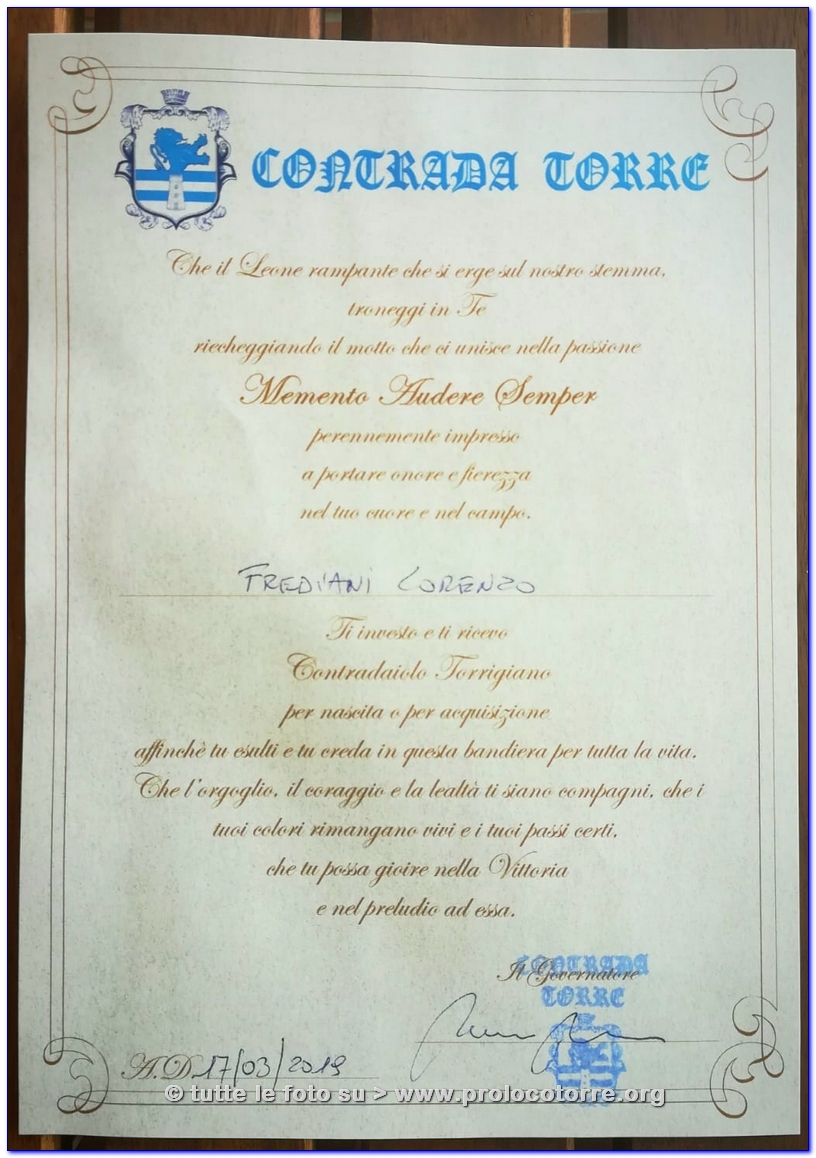 CONTRADA TORRE
Che il Leone rampante che si erge sul nostro stemma,
troneggi in Te
riecheggiando il motto che ci unisce nella passione
Memento Audere Semper
perennemente impresso
a portare onore e fierezza
nel tuo cuore e nel campo.
FREDIANI LORENZO
Ti investo e ti ricevo
Contradaiolo Torrigiano
per nascita o per acquisizione
affinchè tu esulti e tu creda in questa bandiera per tutta la vita.
Che l'orgoglio, il coraggio e la lealtà ti siano compagni, che i
tuoi colori rimangano vivi e i tuoi passi certi,
che tu possa gioire nella Vittoria
e nel preludio ad essa.
Il Governatore
CONTRADA
TORRE
A.D. 17/03/2019
© tutte le foto su > www.prolocotorre.org